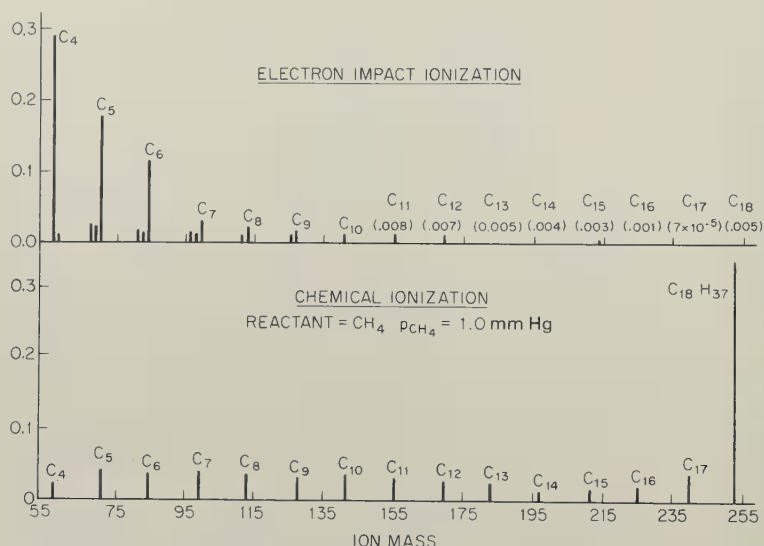 0.3
C4
ELECTRON IMPACT IONIZATION
0.2
C5
C6
0.1
C7
C8
C9
C10
C11 C12 C13 C14 C15 C16 C17 C18
(.008) (.007) (0.005) (.004) (.003) (.001) (7×10-5) (.005)
0.0
0.3
CHEMICAL IONIZATION
C18 H37
REACTANT = CH4 pCH4 = 1.0 mm Hg
0.2
0.1
C4 C5 C6 C7 C8 C9 C10 C11 C12 C13 C14 C15 C16 C17
0
55 75 95 115 135 155 175 195 215 235 255
ION MASS